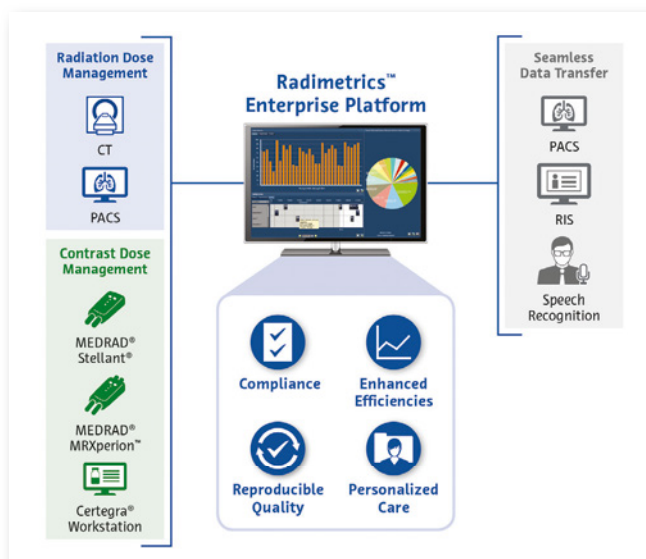 Radiation Dose
Management
CT
PACS
Contrast Dose
Management
MEDRAD®
Stellant®
MEDRAD®
MRXperion™
Certegra®
Workstation
Radimetrics™
Enterprise Platform
Compliance
Enhanced
Efficiencies
Reproducible
Quality
Personalized
Care
Seamless
Data Transfer
PACS
RIS
Speech
Recognition